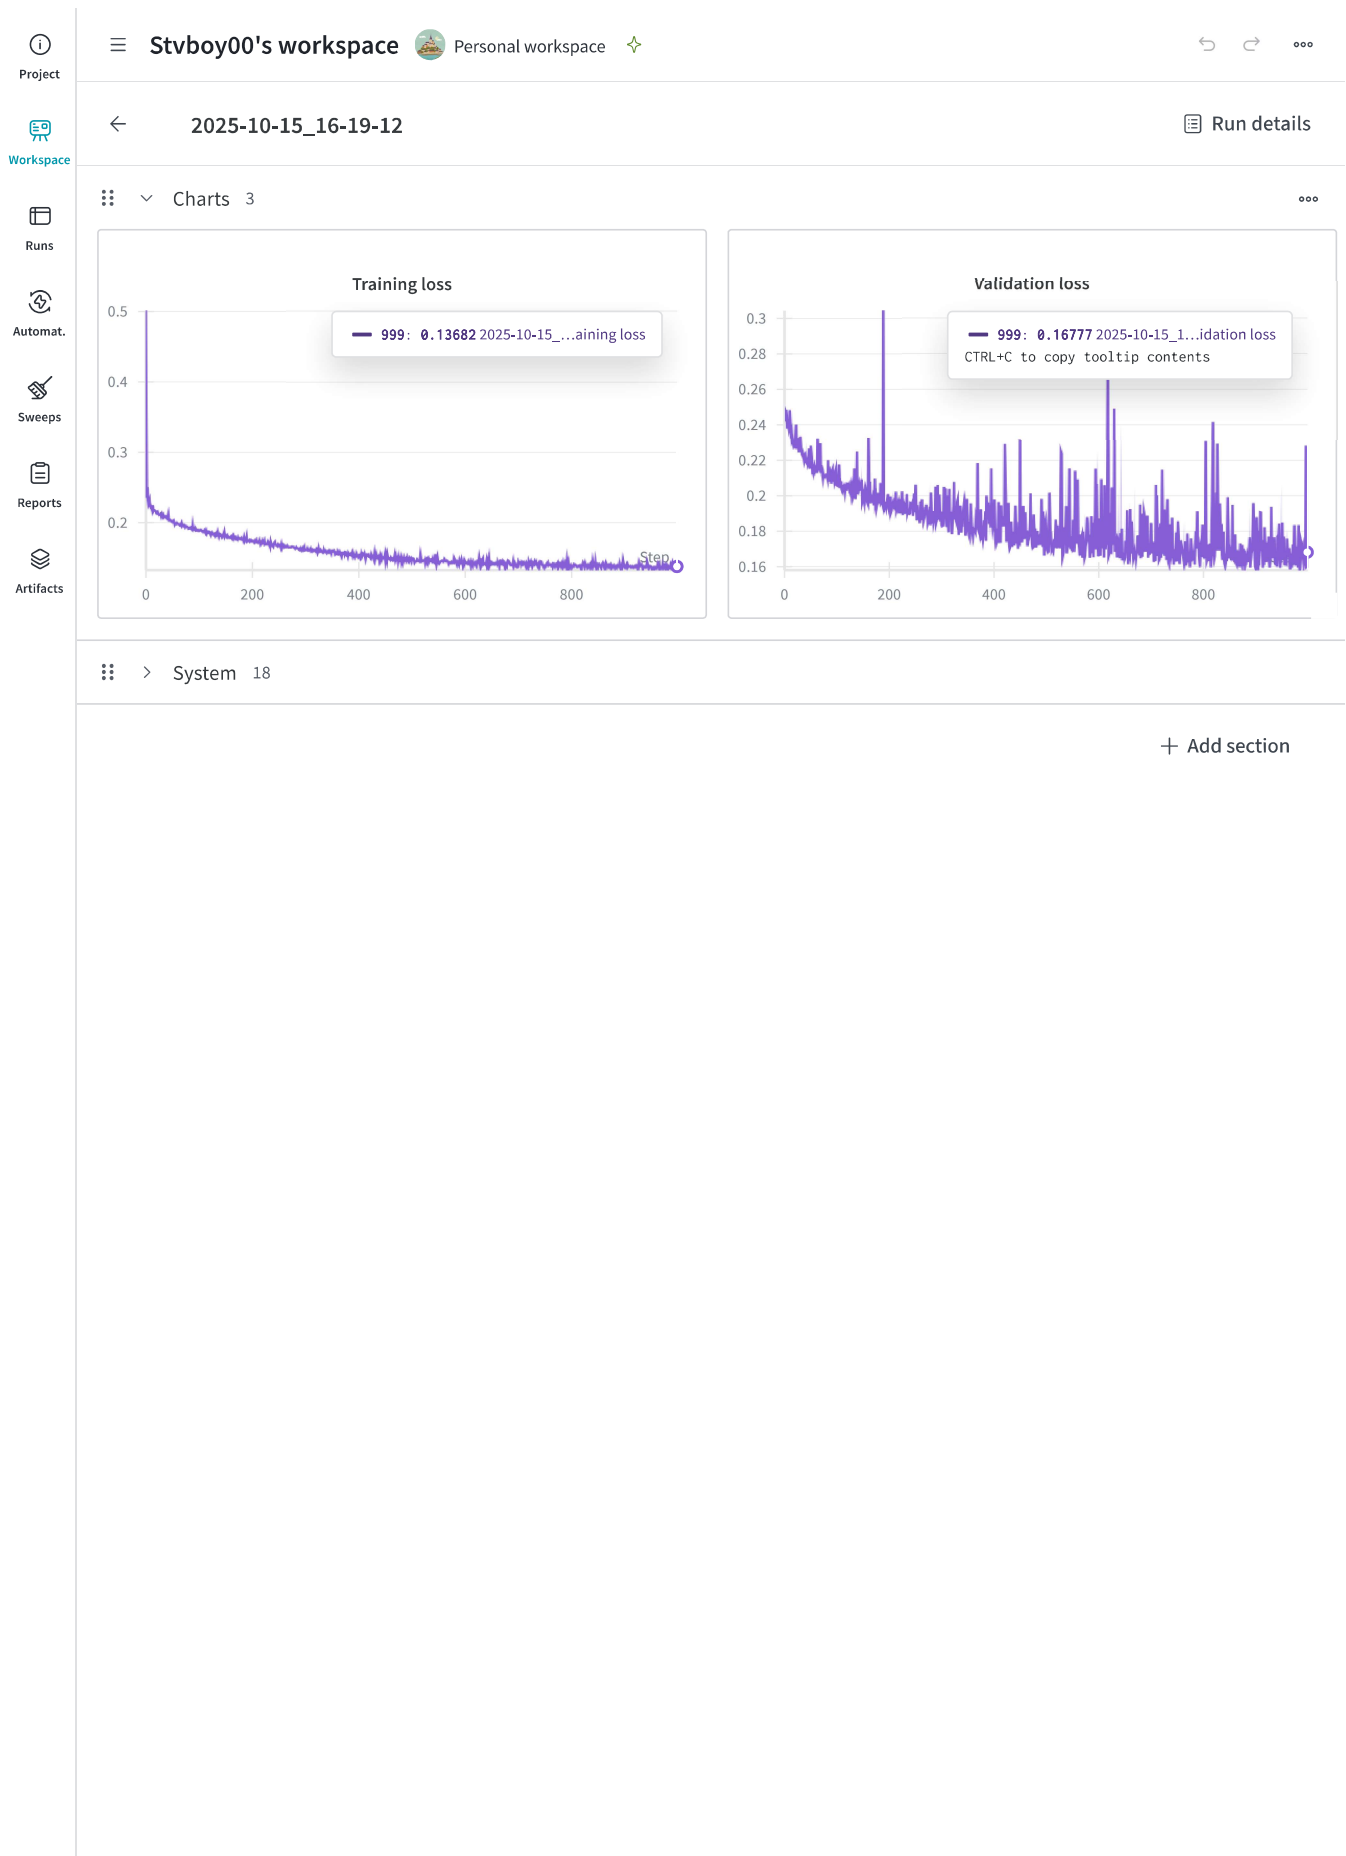 Project
Workspace
Runs
Automat.
Sweeps
Reports
Artifacts
Stvboy00's workspace
Personal workspace
2025-10-15_16-19-12
Run details
Charts 3
Training loss
999: 0.13682 2025-10-15_…aining loss
0.5
0.4
0.3
0.2
Step
0 200 400 600 800
Validation loss
999: 0.16777 2025-10-15_1…idation loss
CTRL+C to copy tooltip contents
0.3
0.28
0.26
0.24
0.22
0.2
0.18
0.16
0 200 400 600 800
System 18
Add section